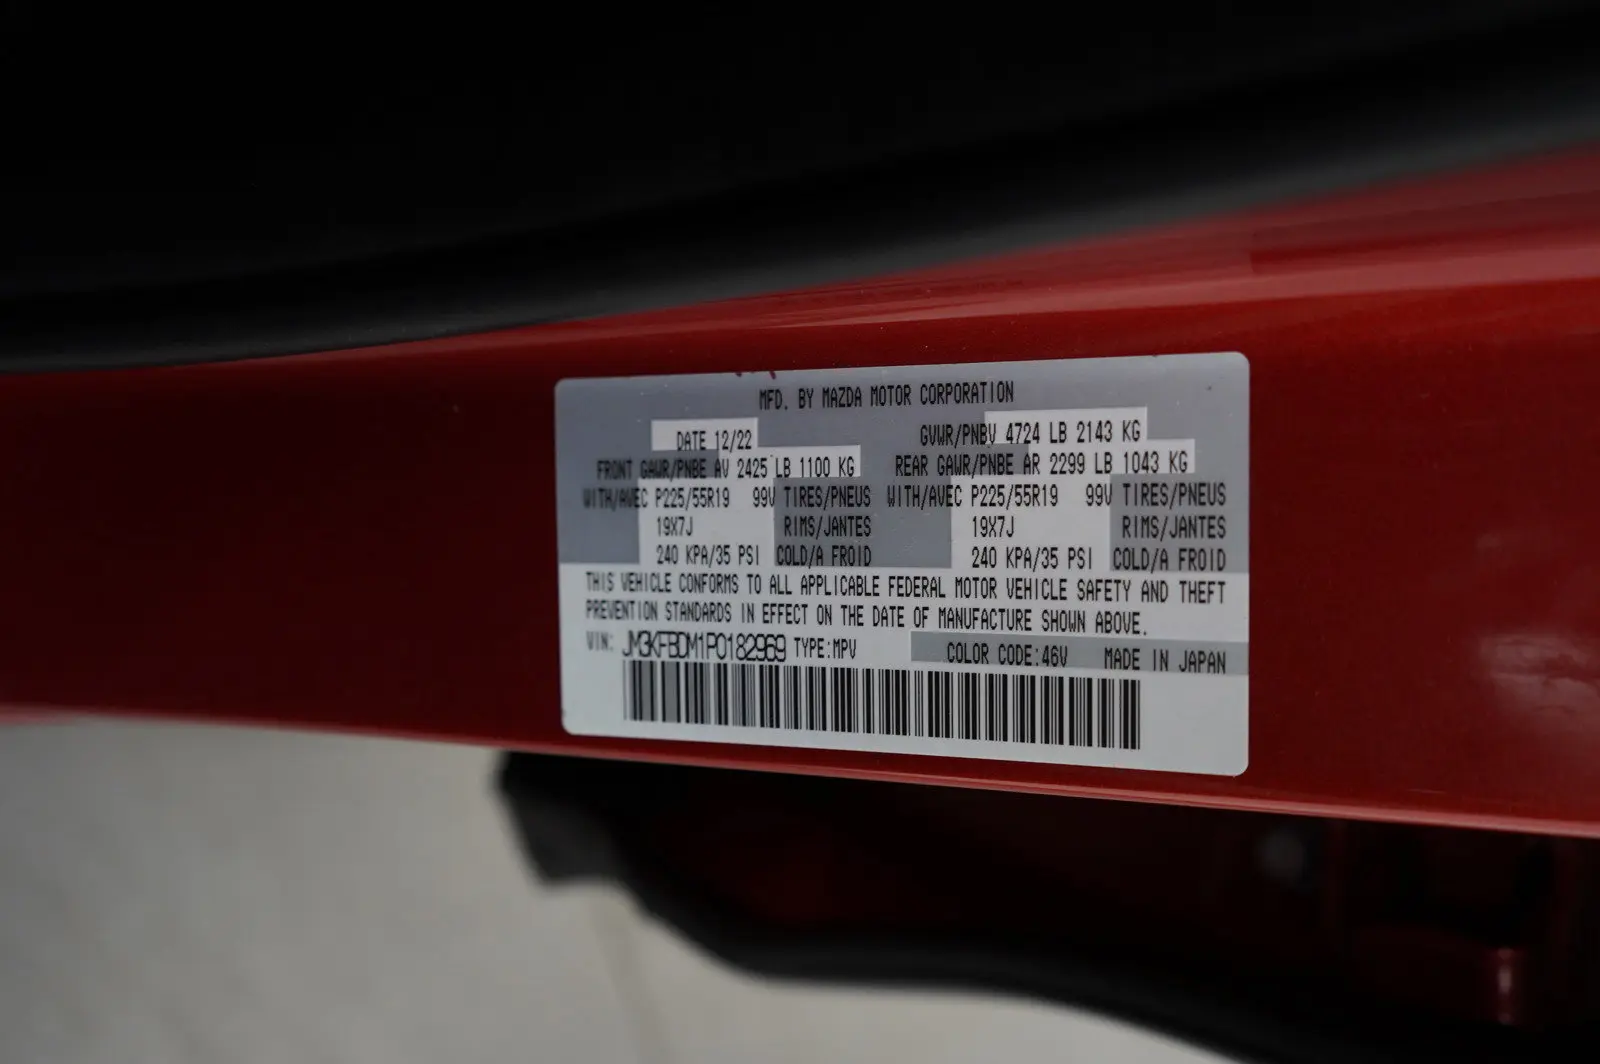 MFD. BY MAZDA MOTOR CORPORATION
DATE 12/22 GVWR/PNBV 4724 LB 2143 KG
FRONT GAWR/PNBE AV 2425 LB 1100 KG REAR GAWR/PNBE AR 2299 LB 1043 KG
WITH/AVEC P225/55R19 99V TIRES/PNEUS WITH/AVEC P225/55R19 99V TIRES/PNEUS
19X7J RIMS/JANTES 19X7J RIMS/JANTES
240 KPA/35 PSI COLD/A FROID 240 KPA/35 PSI COLD/A FROID
THIS VEHICLE CONFORMS TO ALL APPLICABLE FEDERAL MOTOR VEHICLE SAFETY AND THEFT
PREVENTION STANDARDS IN EFFECT ON THE DATE OF MANUFACTURE SHOWN ABOVE.
VIN: JM3KFBDM1P0182969 TYPE:MPV COLOR CODE:46V MADE IN JAPAN